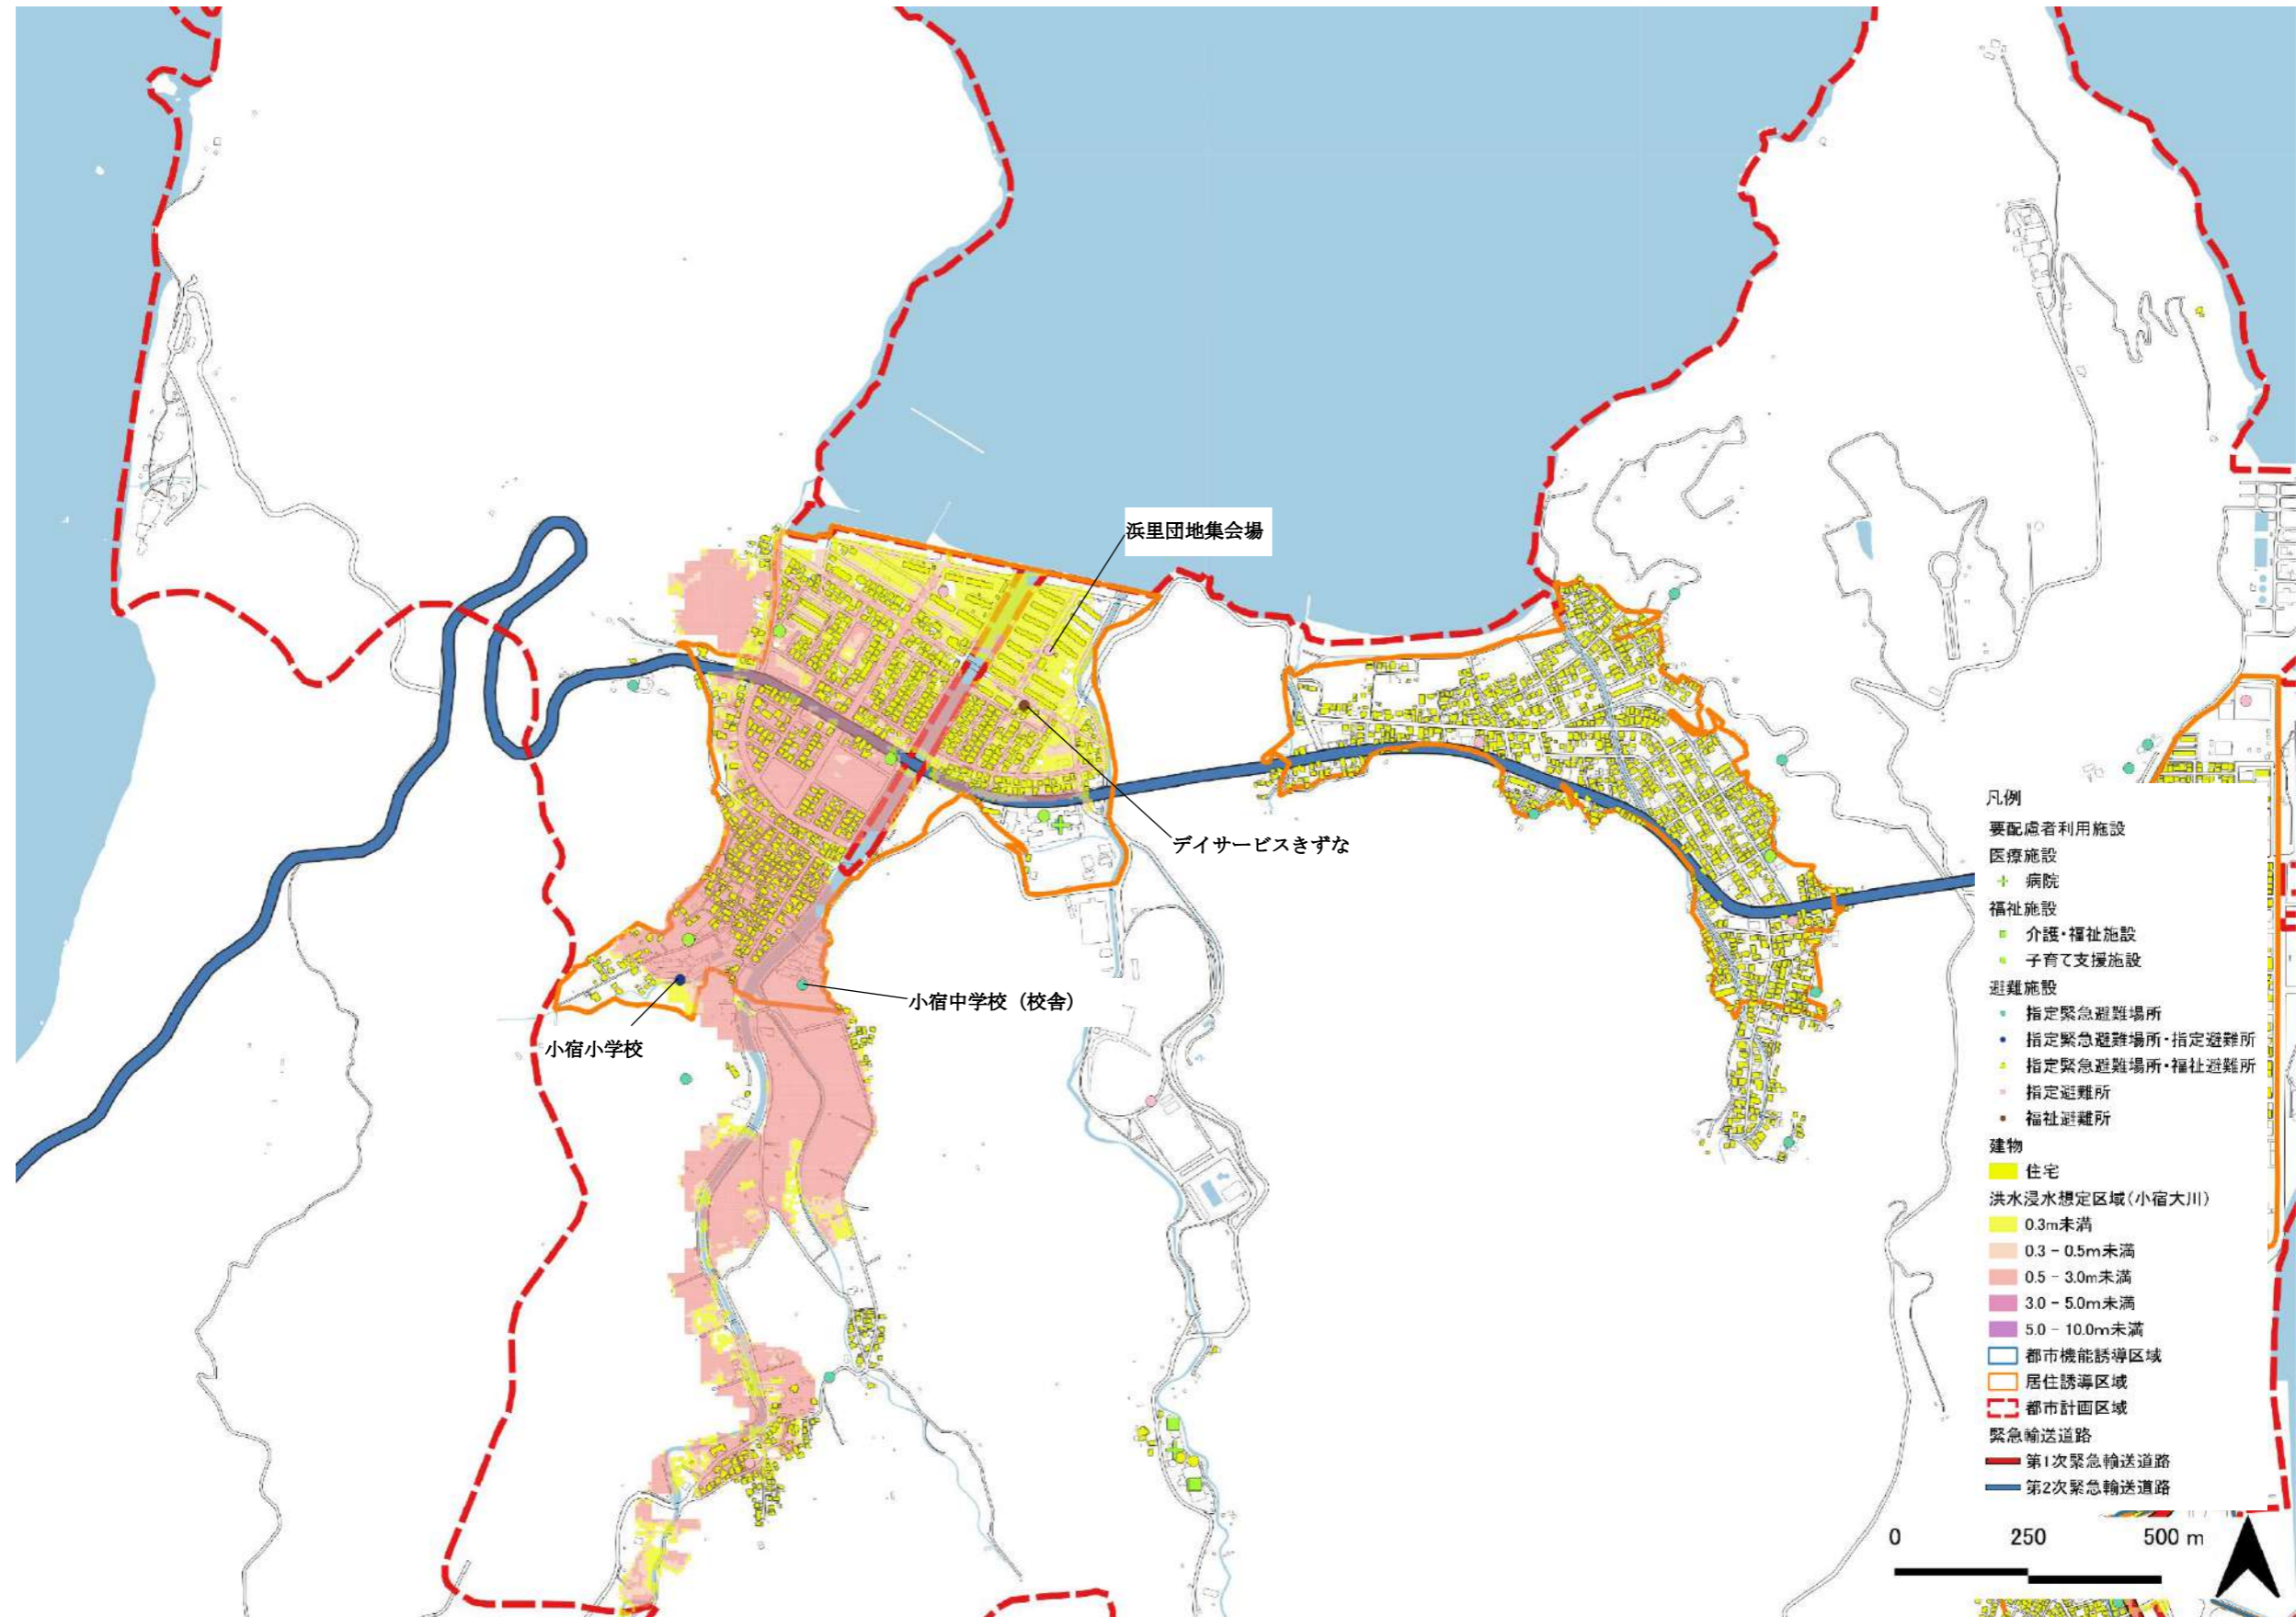 浜里団地集会場
デイサービスきずな
小宿中学校（校舎）
小宿小学校
凡例
要配慮者利用施設
医療施設
病院
福祉施設
介護・福祉施設
子育て支援施設
避難施設
指定緊急避難場所
指定緊急避難場所・指定避難所
指定緊急避難場所・福祉避難所
指定避難所
福祉避難所
建物
住宅
洪水浸水想定区域（小宿大川）
0.3m未満
0.3 - 0.5m未満
0.5 - 3.0m未満
3.0 - 5.0m未満
5.0 - 10.0m未満
都市機能誘導区域
居住誘導区域
都市計画区域
緊急輸送道路
第1次緊急輸送道路
第2次緊急輸送道路
0 250 500 m